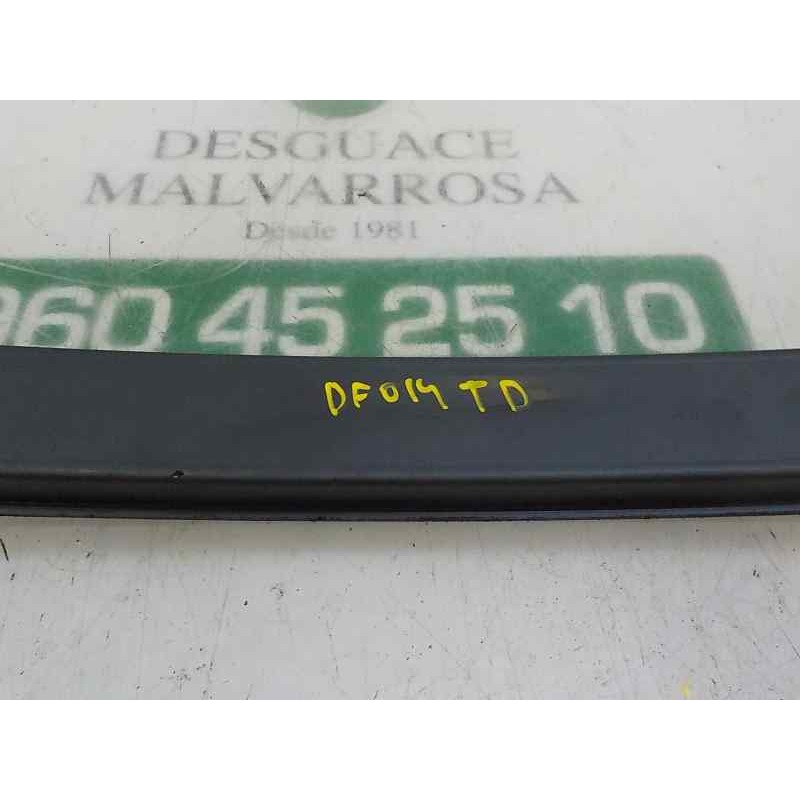 DESGUACE
MALVARROSA
Desde 1981
960 45 25 10
DF014 TD